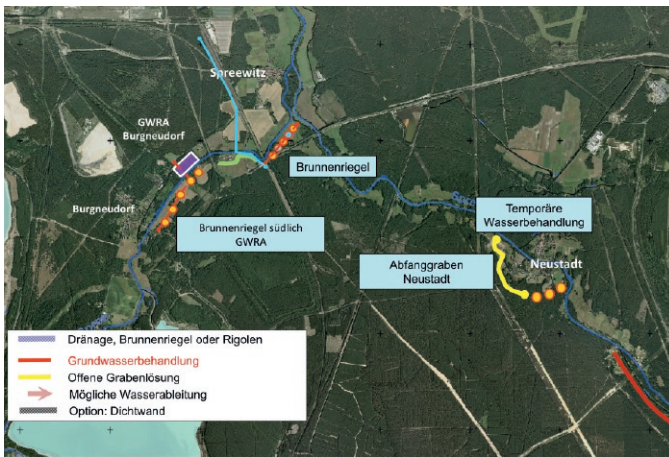 Spreewitz
GWRA
Burgneudorf
Brunnenriegel
Burgneudorf
Temporäre
Wasserbehandlung
Brunnenriegel südlich
GWRA
Abfanggraben
Neustadt
Neustadt
Dränage, Brunnenriegel oder Rigolen
Grundwasserbehandlung
Offene Grabenlösung
Mögliche Wasserableitung
Option: Dichtwand